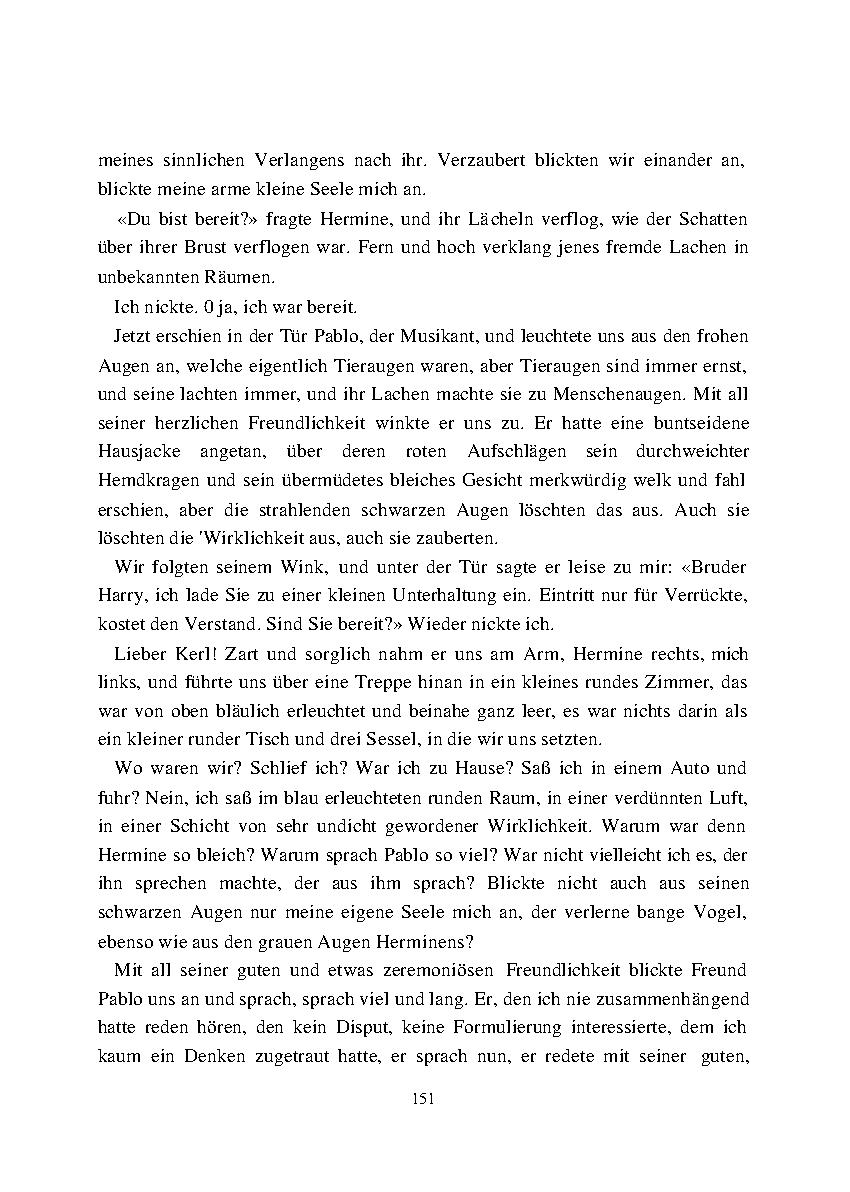 meines sinnlichen Verlangens nach ihr. Verzaubert blickten wir einander an,
blickte meine arme kleine Seele mich an.
«Du bist bereit?» fragte Hermine, und ihr Lächeln verflog, wie der Schatten
über ihrer Brust verflogen war. Fern und hoch verklang jenes fremde Lachen in
unbekannten Räumen.
Ich nickte. 0 ja, ich war bereit.
Jetzt erschien in der Tür Pablo, der Musikant, und leuchtete uns aus den frohen
Augen an, welche eigentlich Tieraugen waren, aber Tieraugen sind immer ernst,
und seine lachten immer, und ihr Lachen machte sie zu Menschenaugen. Mit all
seiner herzlichen Freundlichkeit winkte er uns zu. Er hatte eine buntseidene
Hausjacke angetan, über deren roten Aufschlägen sein durchweichter
Hemdkragen und sein übermüdetes bleiches Gesicht merkwürdig welk und fahl
erschien, aber die strahlenden schwarzen Augen löschten das aus. Auch sie
löschten die 'Wirklichkeit aus, auch sie zauberten.
Wir folgten seinem Wink, und unter der Tür sagte er leise zu mir: «Bruder
Harry, ich lade Sie zu einer kleinen Unterhaltung ein. Eintritt nur für Verrückte,
kostet den Verstand. Sind Sie bereit?» Wieder nickte ich.
Lieber Kerl! Zart und sorglich nahm er uns am Arm, Hermine rechts, mich
links, und führte uns über eine Treppe hinan in ein kleines rundes Zimmer, das
war von oben bläulich erleuchtet und beinahe ganz leer, es war nichts darin als
ein kleiner runder Tisch und drei Sessel, in die wir uns setzten.
Wo waren wir? Schlief ich? War ich zu Hause? Saß ich in einem Auto und
fuhr? Nein, ich saß im blau erleuchteten runden Raum, in einer verdünnten Luft,
in einer Schicht von sehr undicht gewordener Wirklichkeit. Warum war denn
Hermine so bleich? Warum sprach Pablo so viel? War nicht vielleicht ich es, der
ihn sprechen machte, der aus ihm sprach? Blickte nicht auch aus seinen
schwarzen Augen nur meine eigene Seele mich an, der verlerne bange Vogel,
ebenso wie aus den grauen Augen Herminens?
Mit all seiner guten und etwas zeremoniösen Freundlichkeit blickte Freund
Pablo uns an und sprach, sprach viel und lang. Er, den ich nie zusammenhängend
hatte reden hören, den kein Disput, keine Formulierung interessierte, dem ich
kaum ein Denken zugetraut hatte, er sprach nun, er redete mit seiner guten,
151